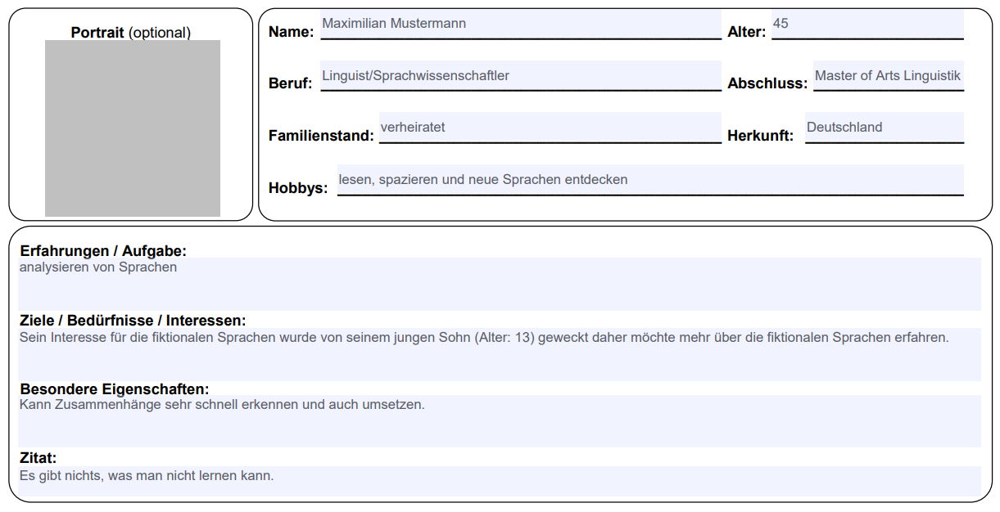 Portrait (optional)
Name: Maximilian Mustermann Alter: 45
Beruf: Linguist/Sprachwissenschaftler Abschluss: Master of Arts Linguistik
Familienstand: verheiratet Herkunft: Deutschland
Hobbys: lesen, spazieren und neue Sprachen entdecken
Erfahrungen / Aufgabe:
analysieren von Sprachen
Ziele / Bedürfnisse / Interessen:
Sein Interesse für die fiktionalen Sprachen wurde von seinem jungen Sohn (Alter: 13) geweckt daher möchte mehr über die fiktionalen Sprachen erfahren.
Besondere Eigenschaften:
Kann Zusammenhänge sehr schnell erkennen und auch umsetzen.
Zitat:
Es gibt nichts, was man nicht lernen kann.